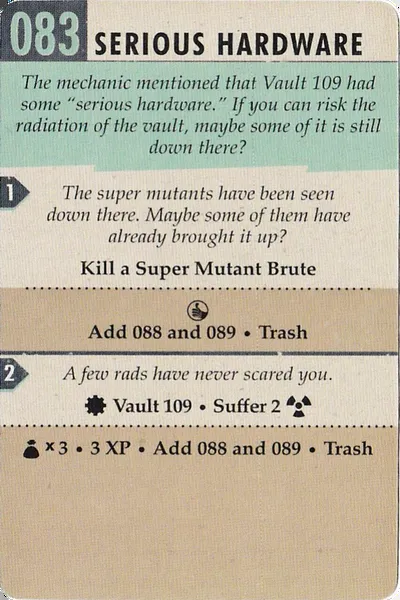 083 SERIOUS HARDWARE
The mechanic mentioned that Vault 109 had
some “serious hardware.” If you can risk the
radiation of the vault, maybe some of it is still
down there?
1
The super mutants have been seen
down there. Maybe some of them have
already brought it up?
Kill a Super Mutant Brute
Add 088 and 089 • Trash
2
A few rads have never scared you.
Vault 109 • Suffer 2
x 3 • 3 XP • Add 088 and 089 • Trash